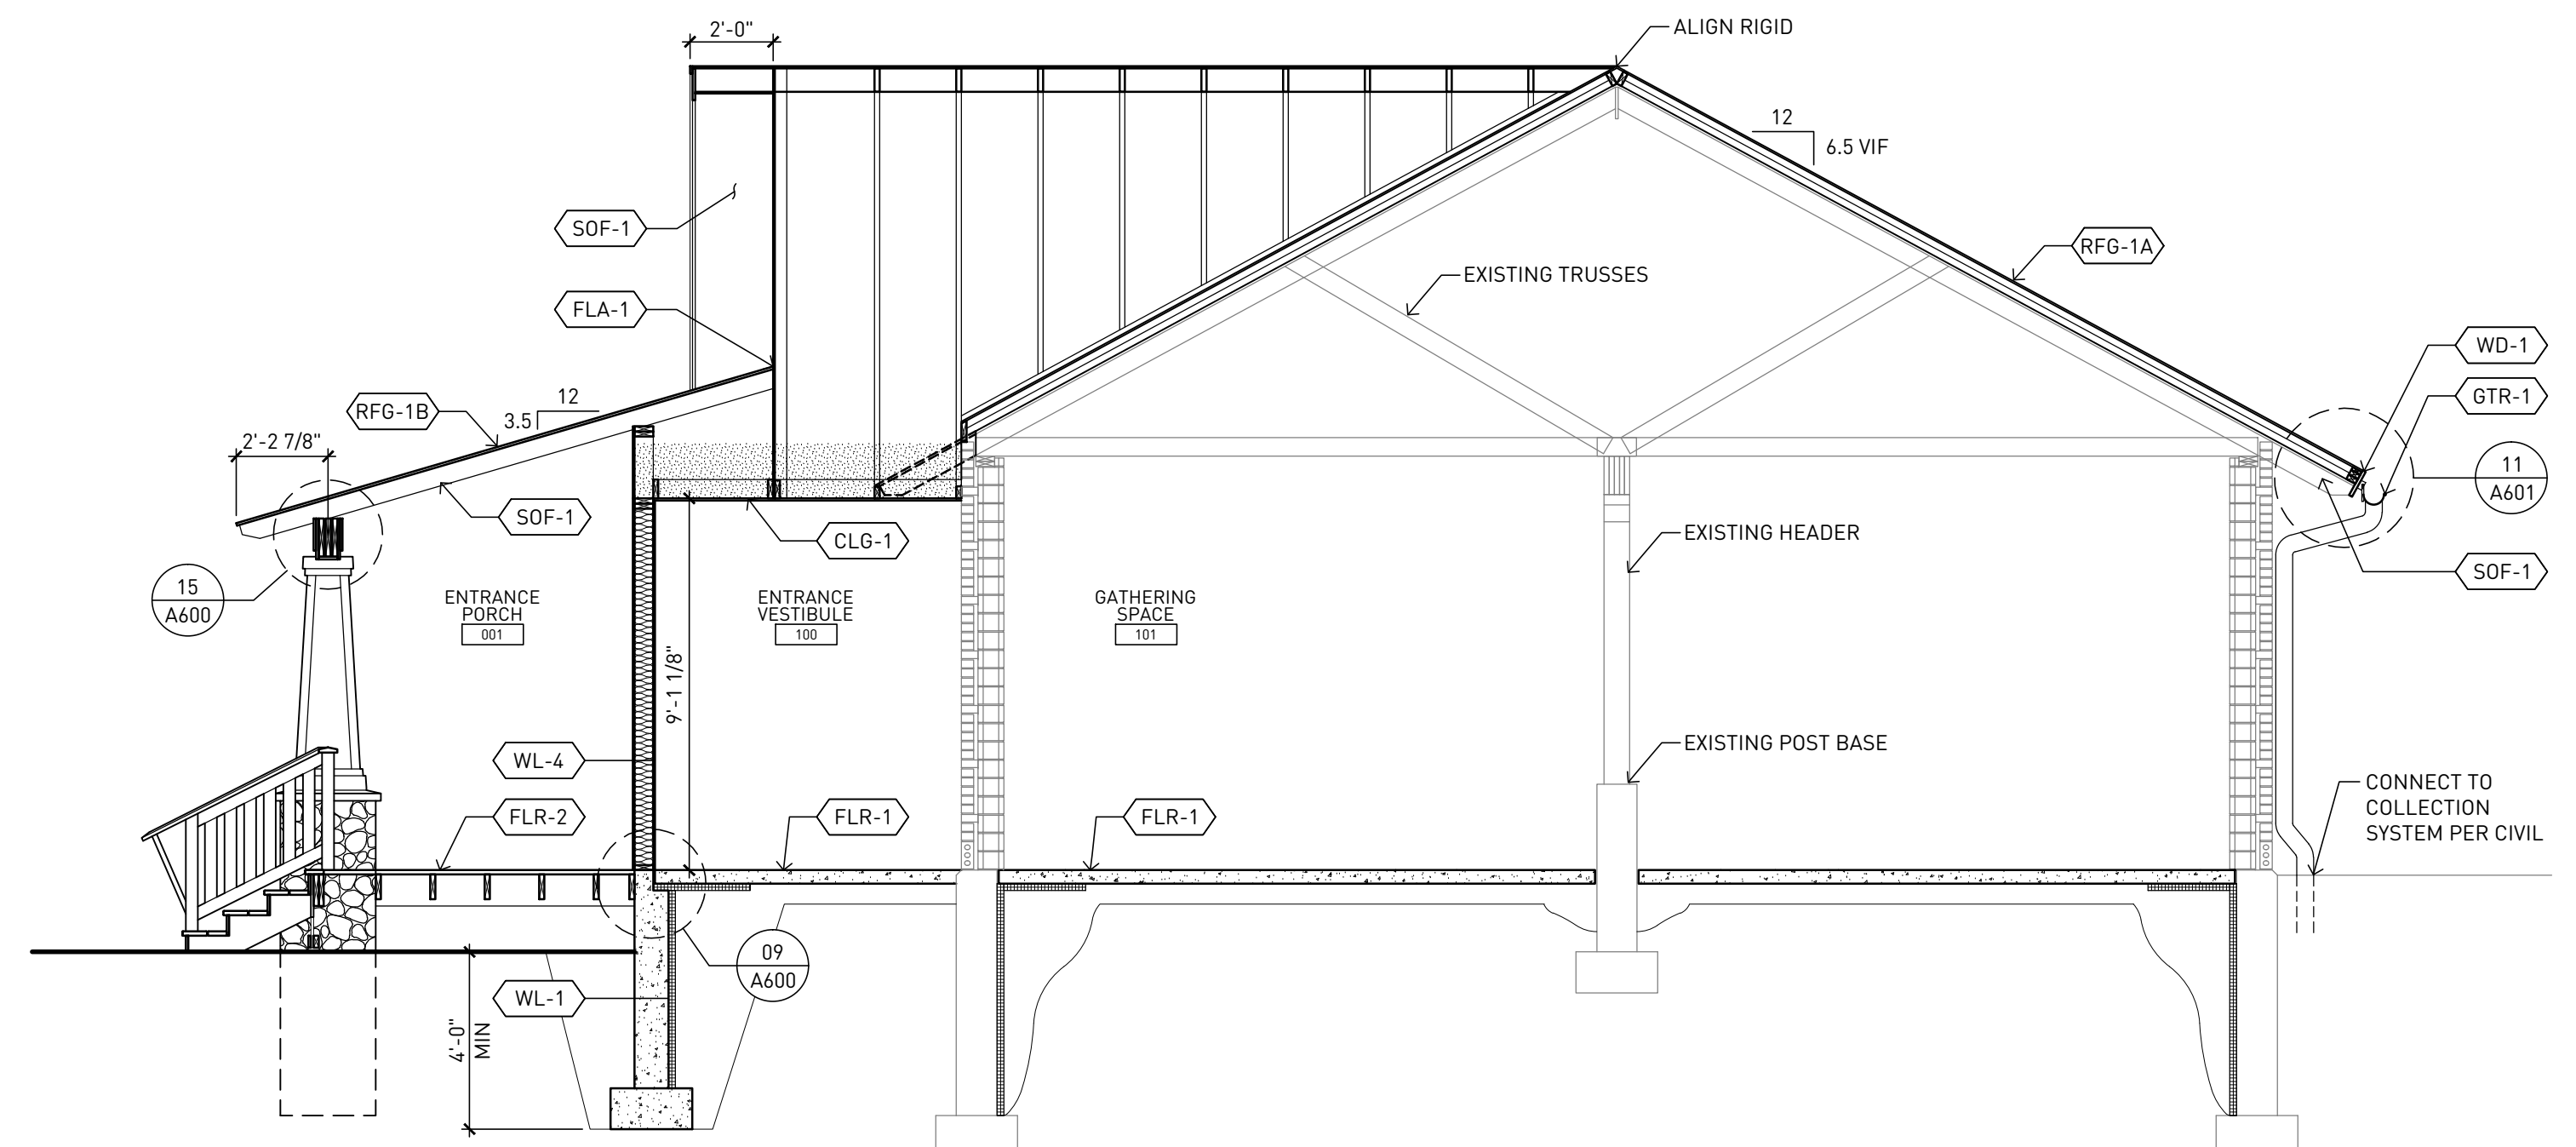 2'-0"
ALIGN RIGID
12
6.5 VIF
SOF-1
RFG-1A
EXISTING TRUSSES
FLA-1
WD-1
GTR-1
RFG-1B
12
3.5
2'-2 7/8"
11
A601
SOF-1
CLG-1
EXISTING HEADER
SOF-1
15
A600
ENTRANCE
PORCH
001
ENTRANCE
VESTIBULE
100
GATHERING
SPACE
101
9'-1 1/8"
WL-4
EXISTING POST BASE
FLR-2
FLR-1
FLR-1
CONNECT TO
COLLECTION
SYSTEM PER CIVIL
09
A600
WL-1
4'-0"
MIN